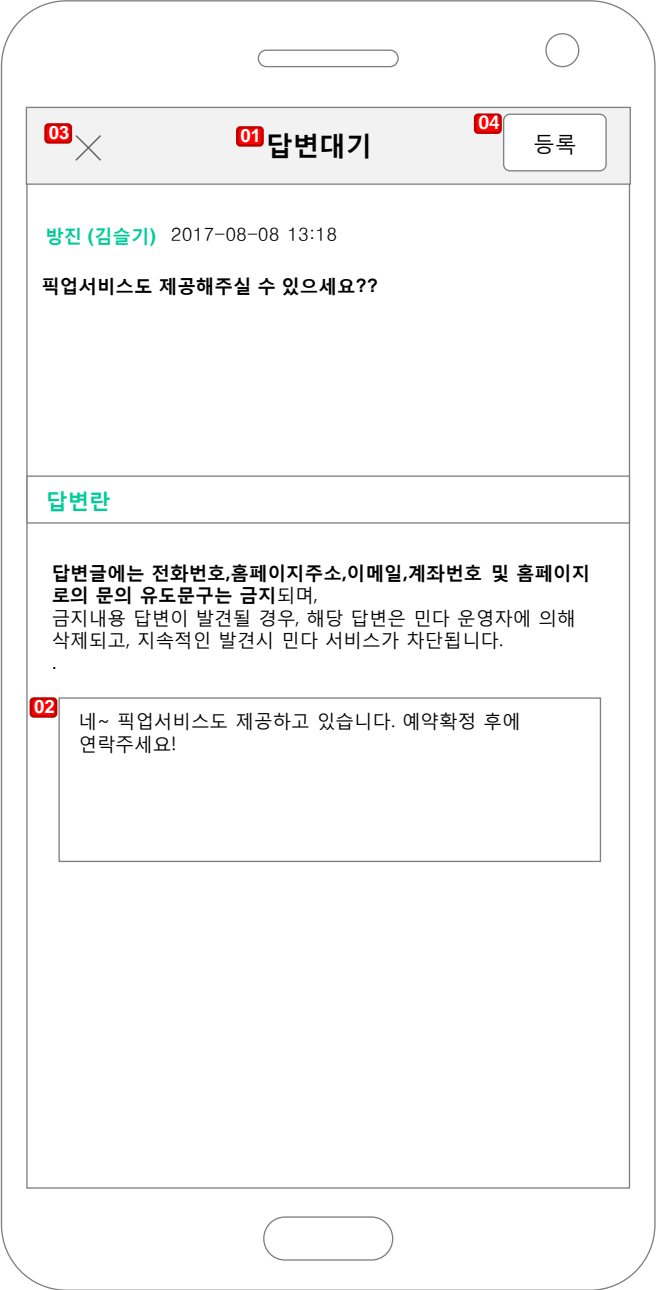 03
01 답변대기
04
등록
방진 (김슬기) 2017-08-08 13:18
픽업서비스도 제공해주실 수 있으세요??
답변란
답변글에는 전화번호,홈페이지주소,이메일,계좌번호 및 홈페이지
로의 문의 유도문구는 금지되며,
금지내용 답변이 발견될 경우, 해당 답변은 민다 운영자에 의해
삭제되고, 지속적인 발견시 민다 서비스가 차단됩니다.
.
02
네~ 픽업서비스도 제공하고 있습니다. 예약확정 후에
연락주세요!